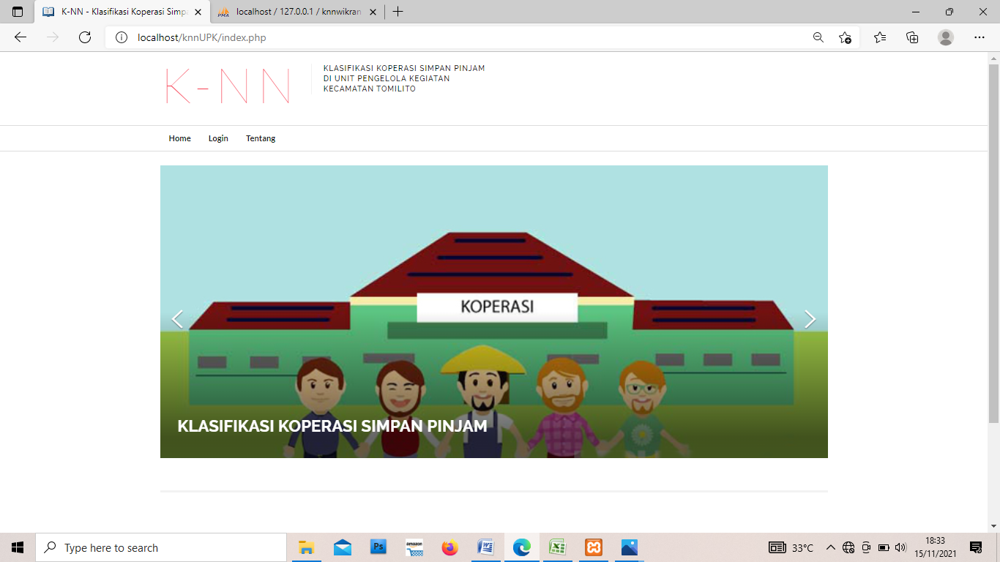 K-NN - Klasifikasi Koperasi Simp
localhost / 127.0.0.1 / knnwikran
localhost/knnUPK/index.php
K-NN
KLASIFIKASI KOPERASI SIMPAN PINJAM
DI UNIT PENGELOLA KEGIATAN
KECAMATAN TOMILITO
Home Login Tentang
KOPERASI
KLASIFIKASI KOPERASI SIMPAN PINJAM
Type here to search
Ps
amazon
33°C
18:33
15/11/2021